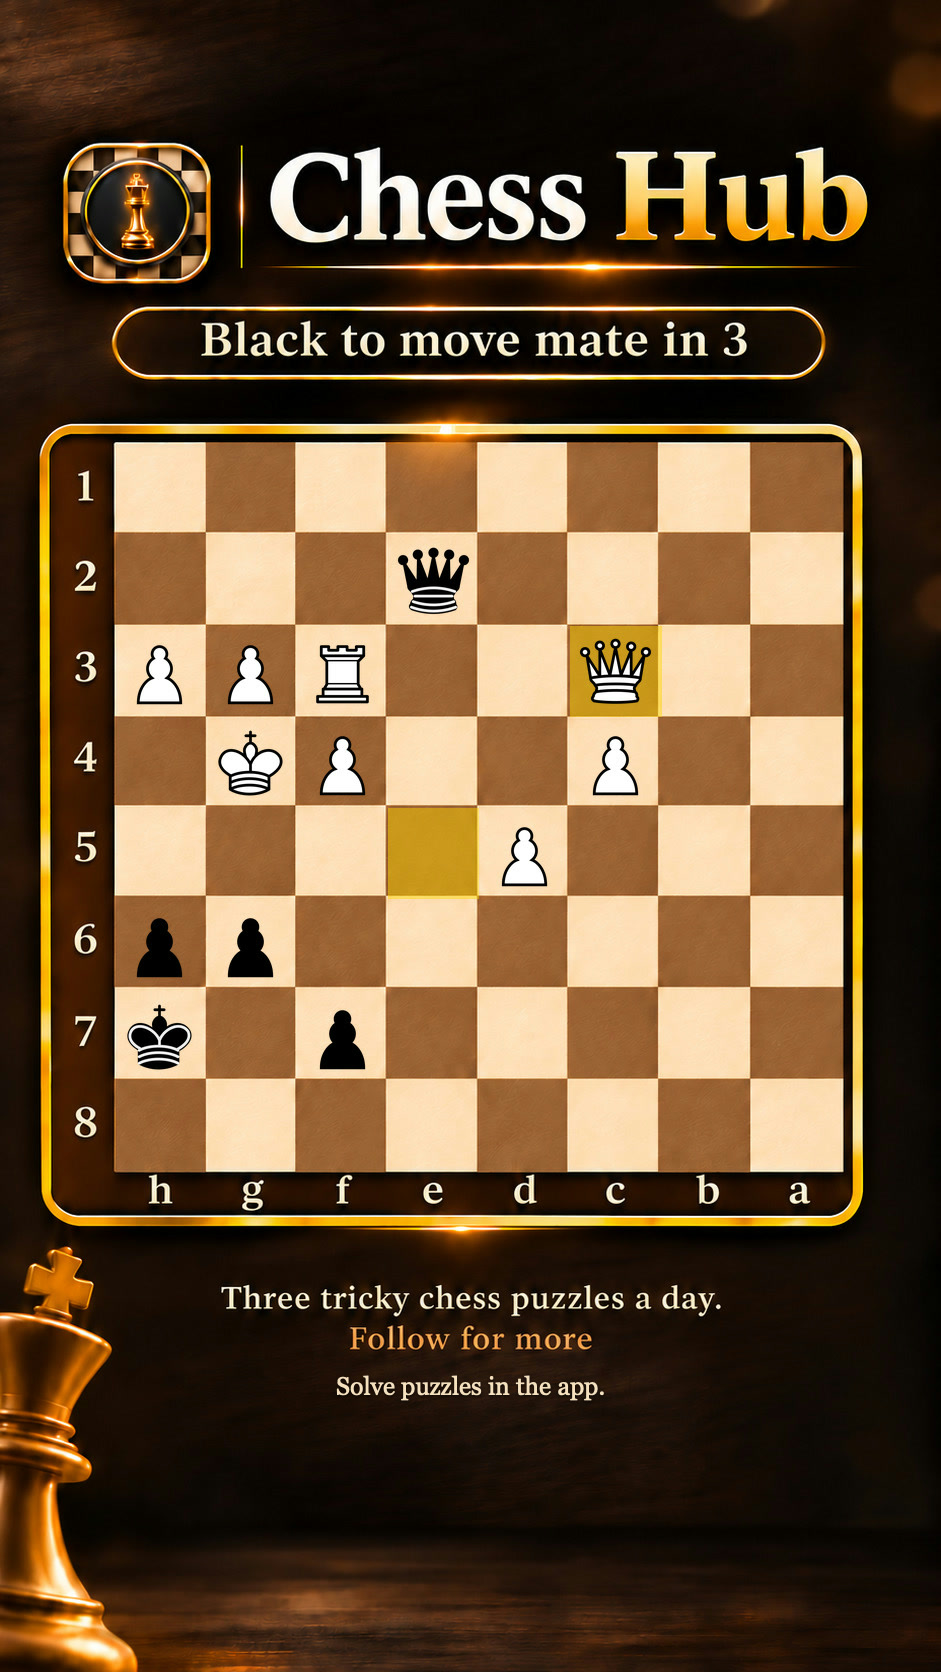 Chess Hub
Black to move mate in 3
1
2
3
4
5
6
7
8
h g f e d c b a
Three tricky chess puzzles a day.
Follow for more
Solve puzzles in the app.